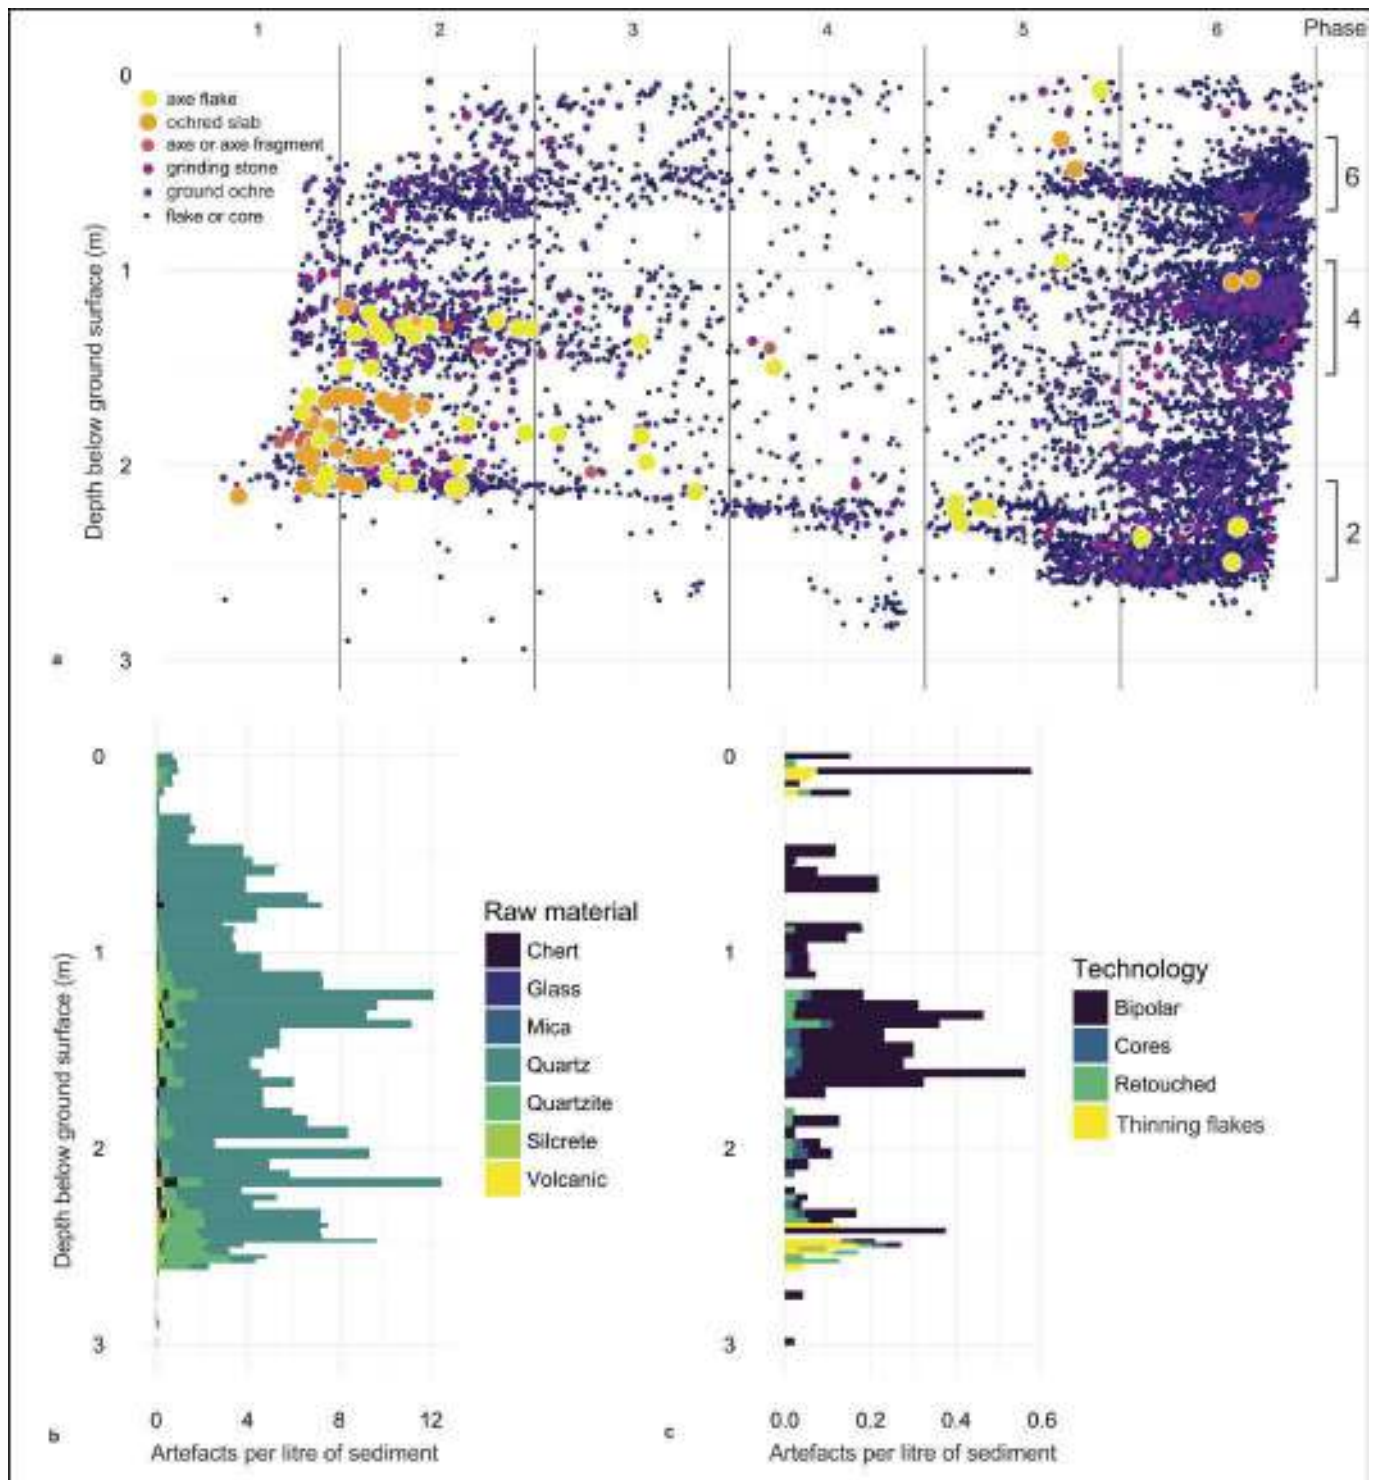 1 2 3 4 5 6 Phase
0
axe flake
ochred slab
axe or axe fragment
grinding stone
ground ochre
flake or core
6
1
4
2
2
3
Depth below ground surface (m)
a
0
1
2
3
Depth below ground surface (m)
0 4 8 12
Artefacts per litre of sediment
b
Raw material
Chert
Glass
Mica
Quartz
Quartzite
Silcrete
Volcanic
0
1
2
3
0.0 0.2 0.4 0.6
Artefacts per litre of sediment
c
Technology
Bipolar
Cores
Retouched
Thinning flakes